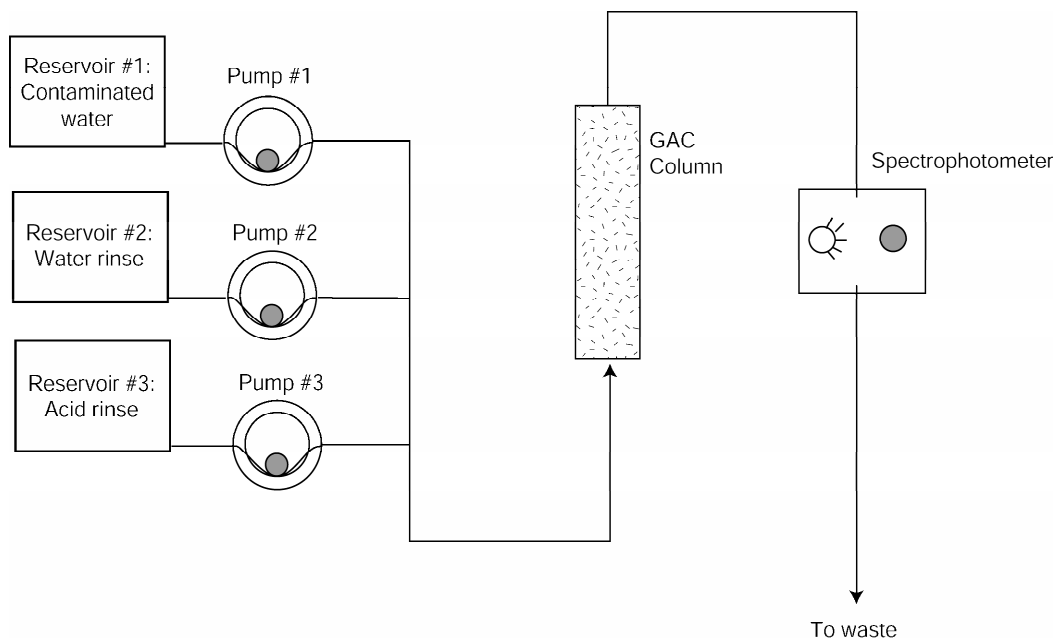 Reservoir #1:
Contaminated
water
Pump #1
Reservoir #2:
Water rinse
Pump #2
Reservoir #3:
Acid rinse
Pump #3
GAC
Column
Spectrophotometer
To waste